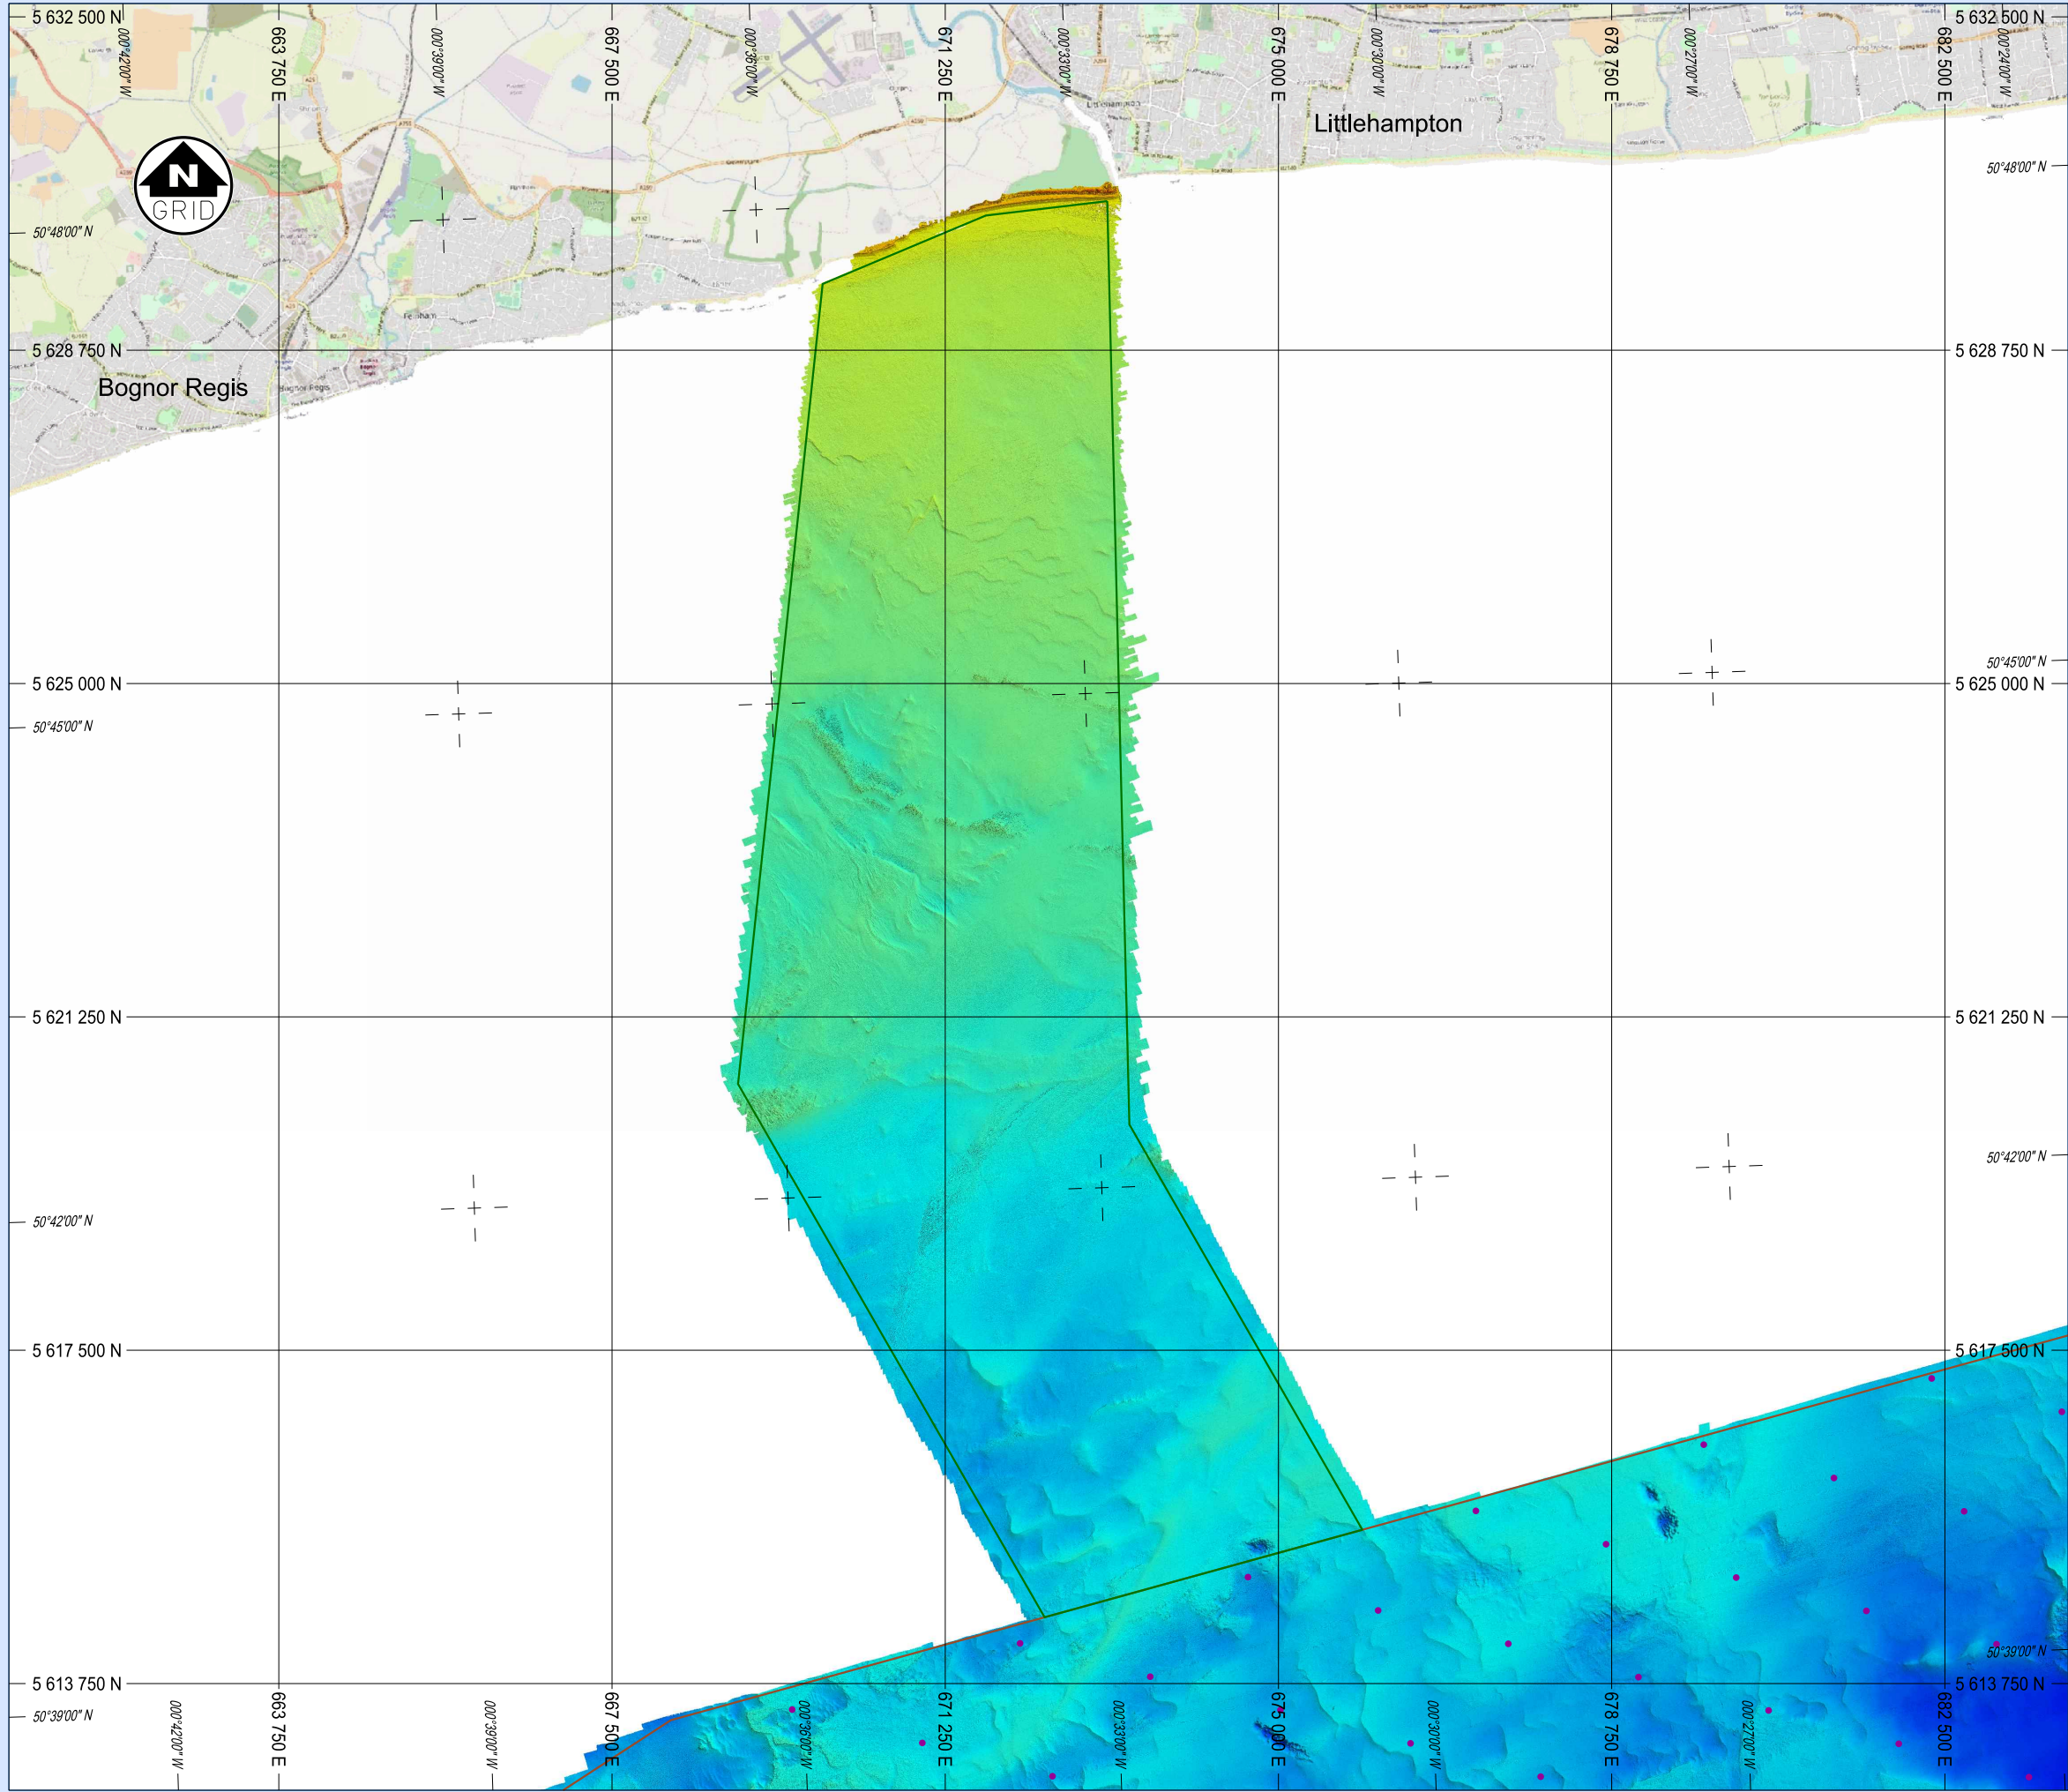 5 632 500 N
000°42'00" W
663 750 E
000°39'00" W
667 500 E
000°36'00" W
671 250 E
000°33'00" W
675 000 E
000°30'00" W
678 750 E
000°27'00" W
682 500 E
000°24'00" W
5 632 500 N
Littlehampton
Littlehampton
N
GRID
50°48'00" N
50°48'00" N
Felpham
5 628 750 N
5 628 750 N
Bognor Regis
Bognor Regis
50°45'00" N
5 625 000 N
5 625 000 N
50°45'00" N
5 621 250 N
5 621 250 N
50°42'00" N
50°42'00" N
5 617 500 N
5 617 500 N
50°39'00" N
5 613 750 N
5 613 750 N
50°39'00" N
000°42'00" W
663 750 E
000°39'00" W
667 500 E
000°36'00" W
671 250 E
000°33'00" W
675 000 E
000°30'00" W
678 750 E
000°27'00" W
682 500 E